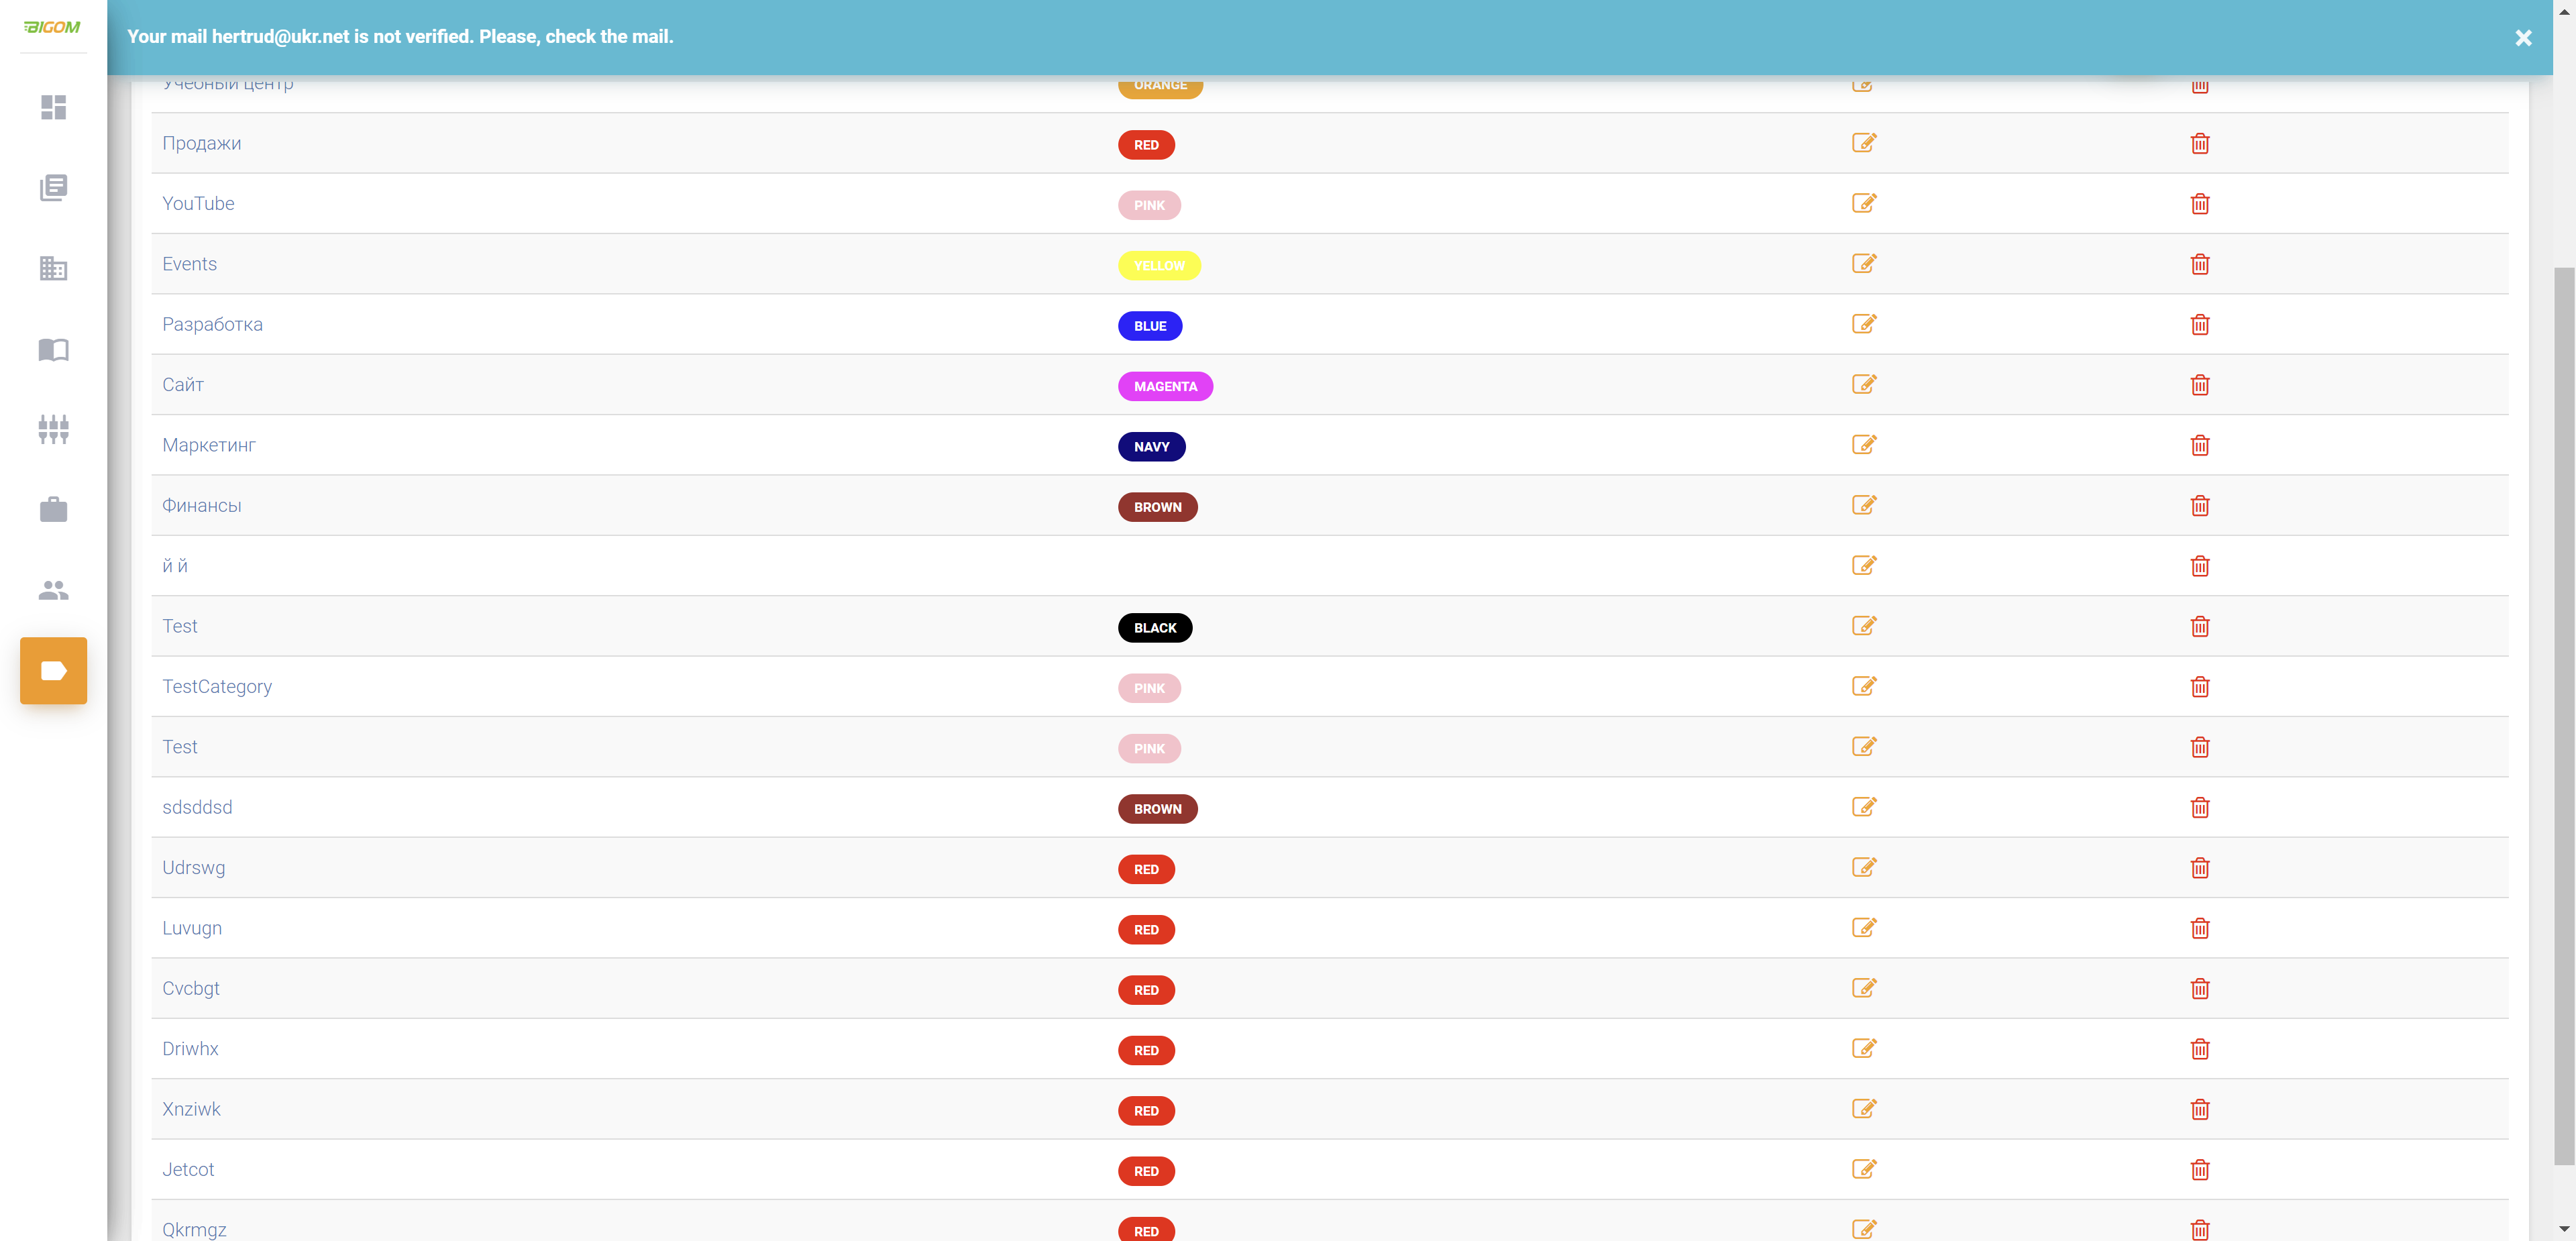 BIGOM
Your mail hertrud@ukr.net is not verified. Please, check the mail.
Учебный центр ORANGE
Продажи RED
YouTube PINK
Events YELLOW
Разработка BLUE
Сайт MAGENTA
Маркетинг NAVY
Финансы BROWN
й й
Test BLACK
TestCategory PINK
Test PINK
sdsddsd BROWN
Udrswg RED
Luvugn RED
Cvcbgt RED
Driwhx RED
Xnziwk RED
Jetcot RED
Qkrmgz RED